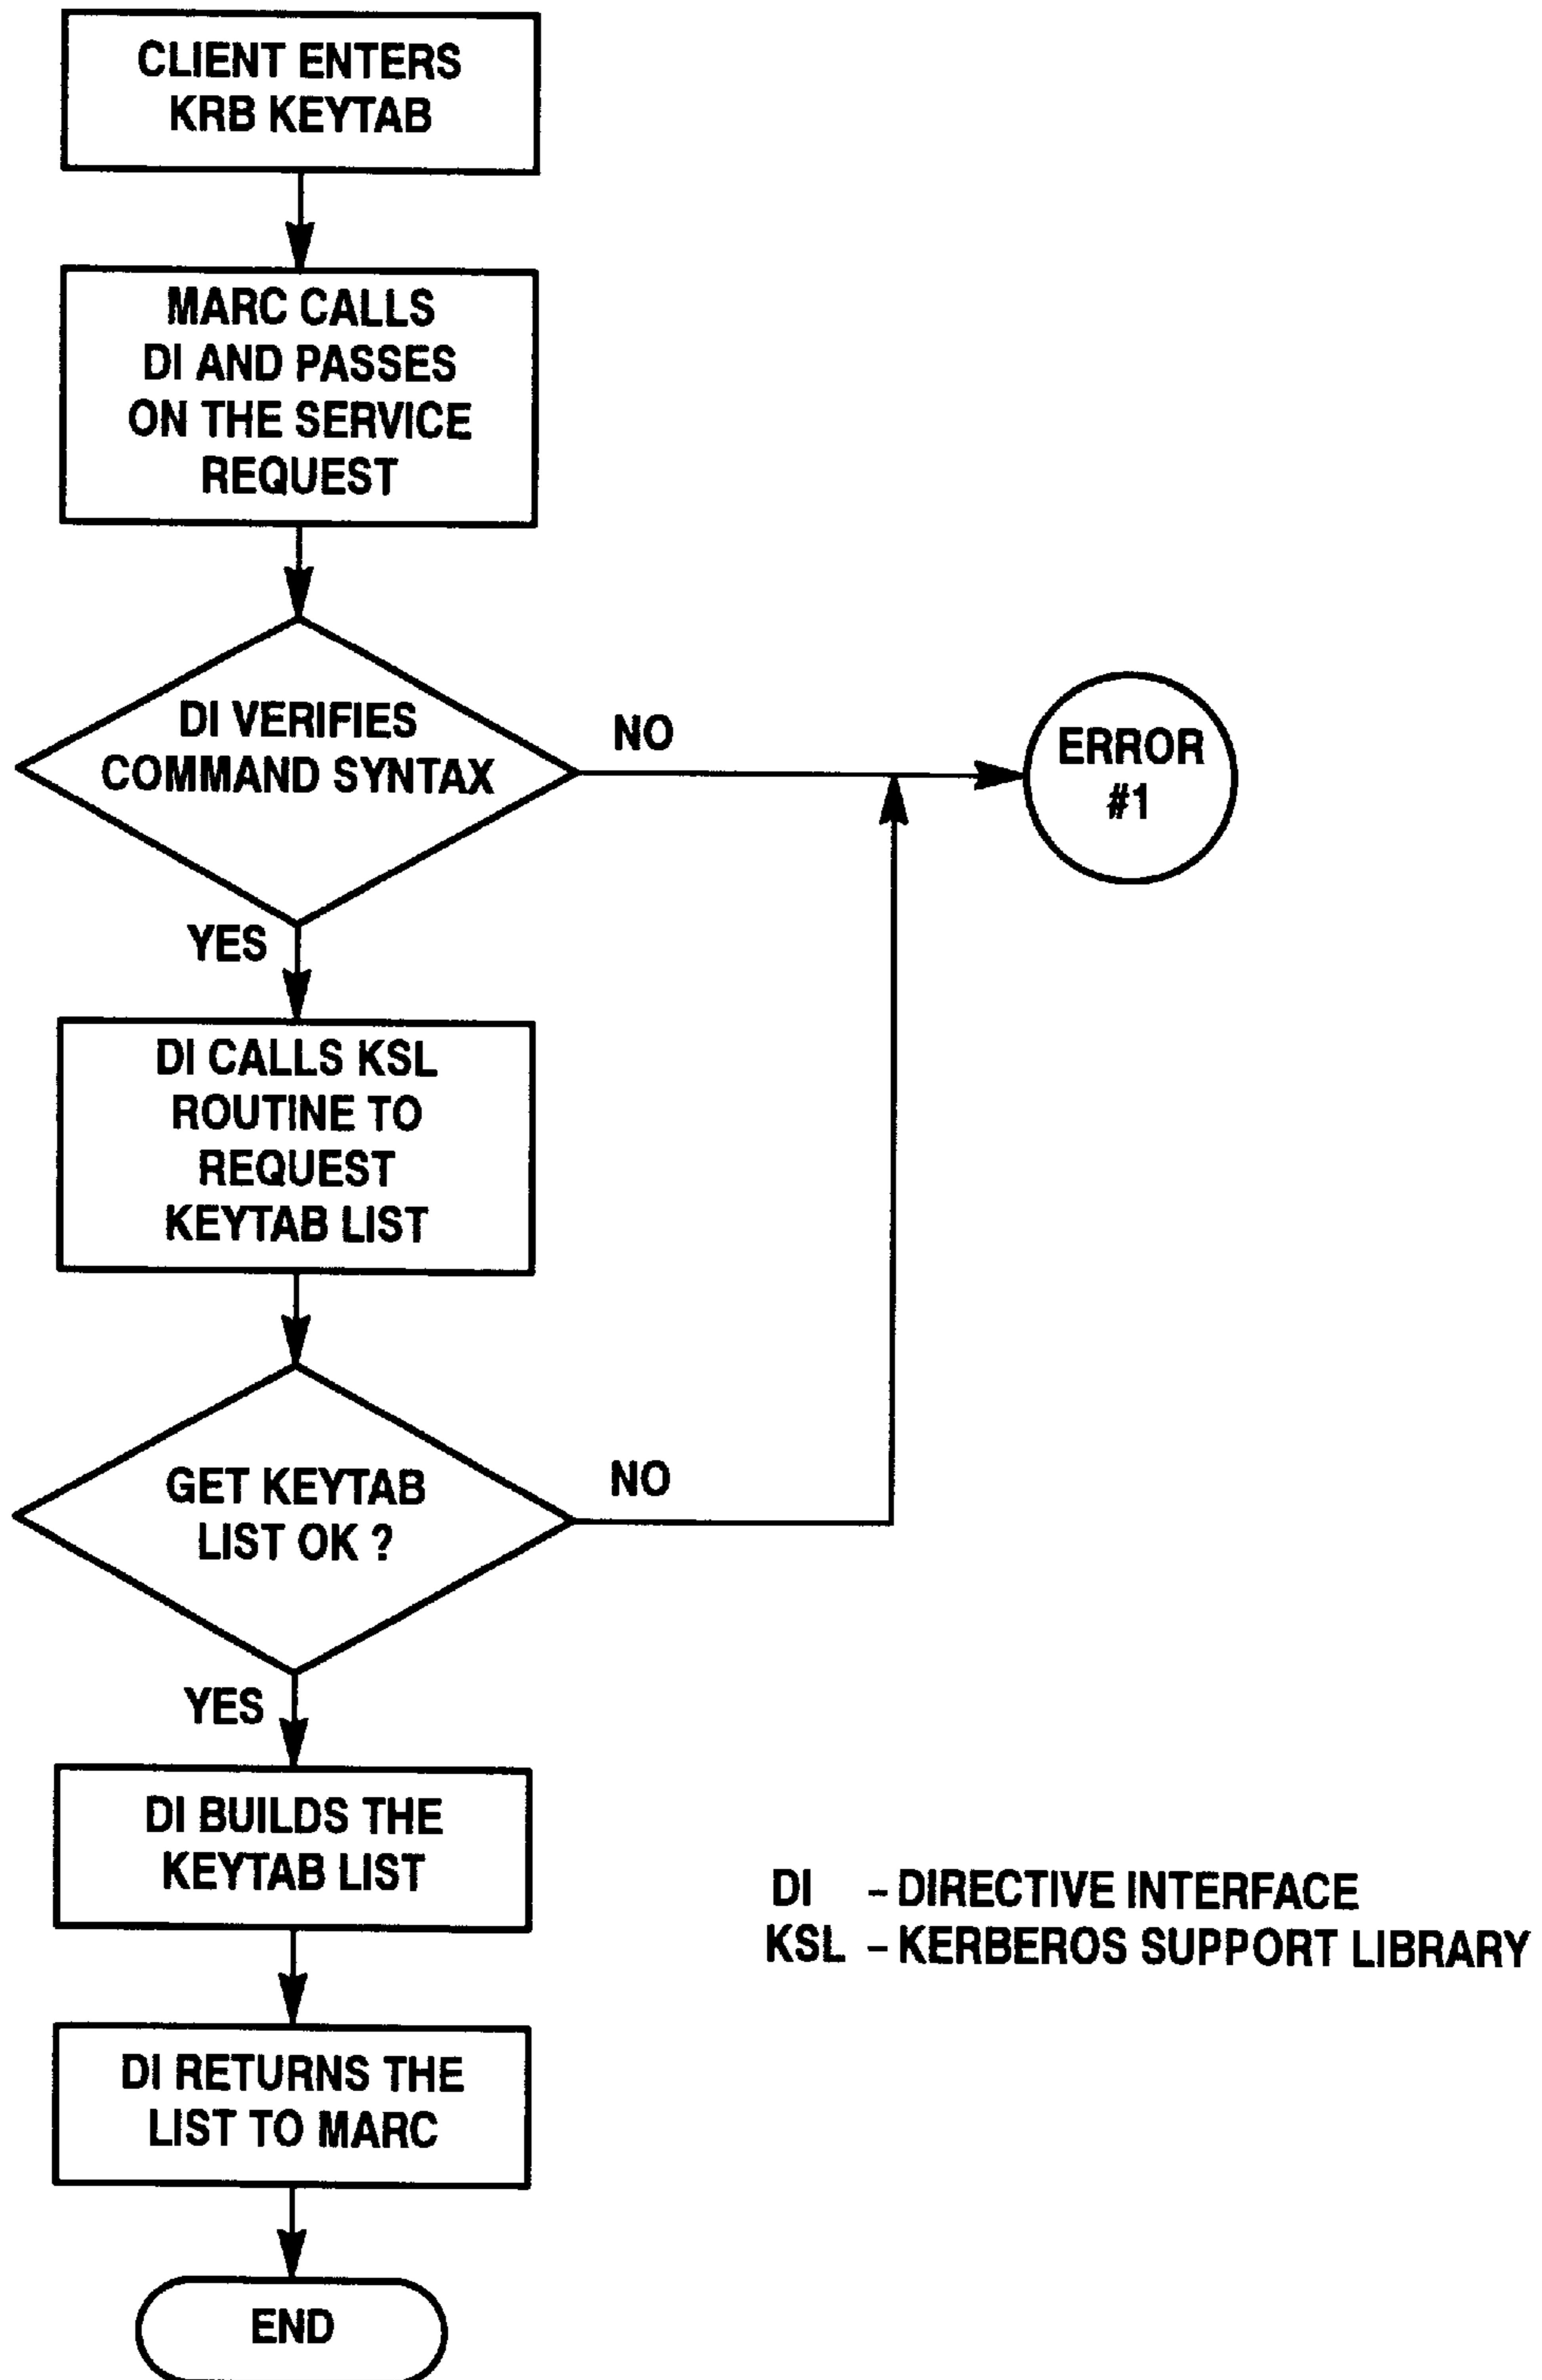 CLIENT ENTERS
KRB KEYTAB
MARC CALLS
DI AND PASSES
ON THE SERVICE
REQUEST
DI VERIFIES
COMMAND SYNTAX
NO
ERROR
#1
YES
DI CALLS KSL
ROUTINE TO
REQUEST
KEYTAB LIST
GET KEYTAB
LIST OK ?
NO
YES
DI BUILDS THE
KEYTAB LIST
DI – DIRECTIVE INTERFACE
KSL – KERBEROS SUPPORT LIBRARY
DI RETURNS THE
LIST TO MARC
END